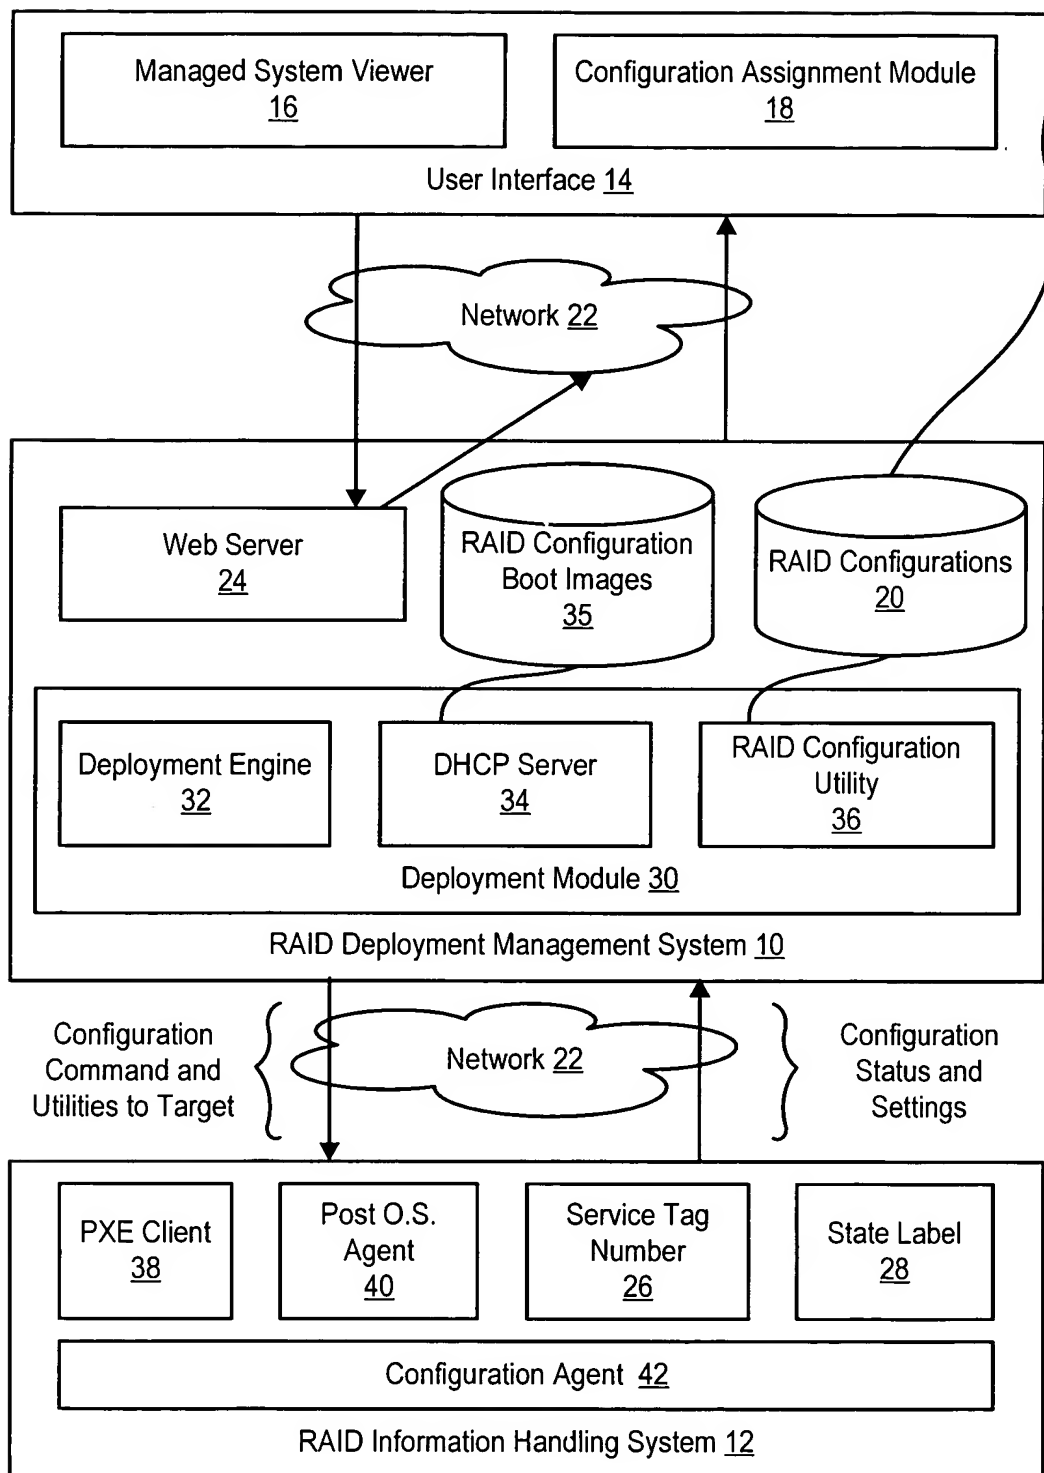 Managed System Viewer
16
Configuration Assignment Module
18
User Interface 14
Network 22
Web Server
24
RAID Configuration
Boot Images
35
RAID Configurations
20
Deployment Engine
32
DHCP Server
34
RAID Configuration
Utility
36
Deployment Module 30
RAID Deployment Management System 10
Configuration
Command and
Utilities to Target
Network 22
Configuration
Status and
Settings
PXE Client
38
Post O.S.
Agent
40
Service Tag
Number
26
State Label
28
Configuration Agent 42
RAID Information Handling System 12